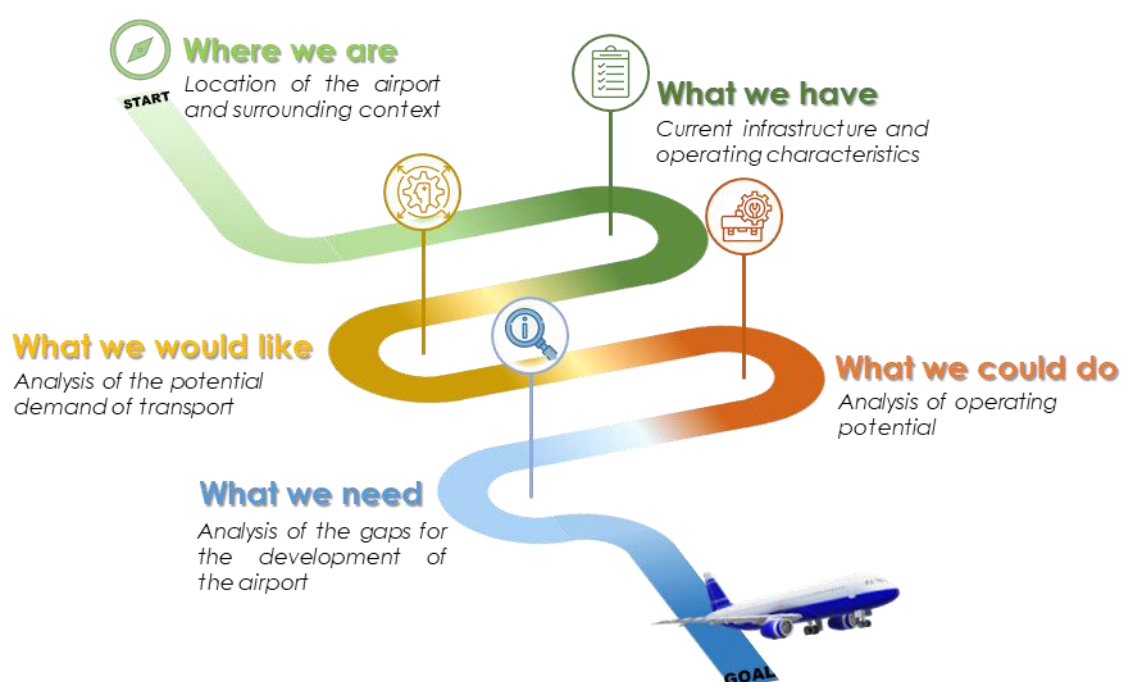 Where we are
Location of the airport
and surrounding context
START
What we have
Current infrastructure and
operating characteristics
What we would like
Analysis of the potential
demand of transport
What we could do
Analysis of operating
potential
What we need
Analysis of the gaps for
the development of
the airport
GOAL